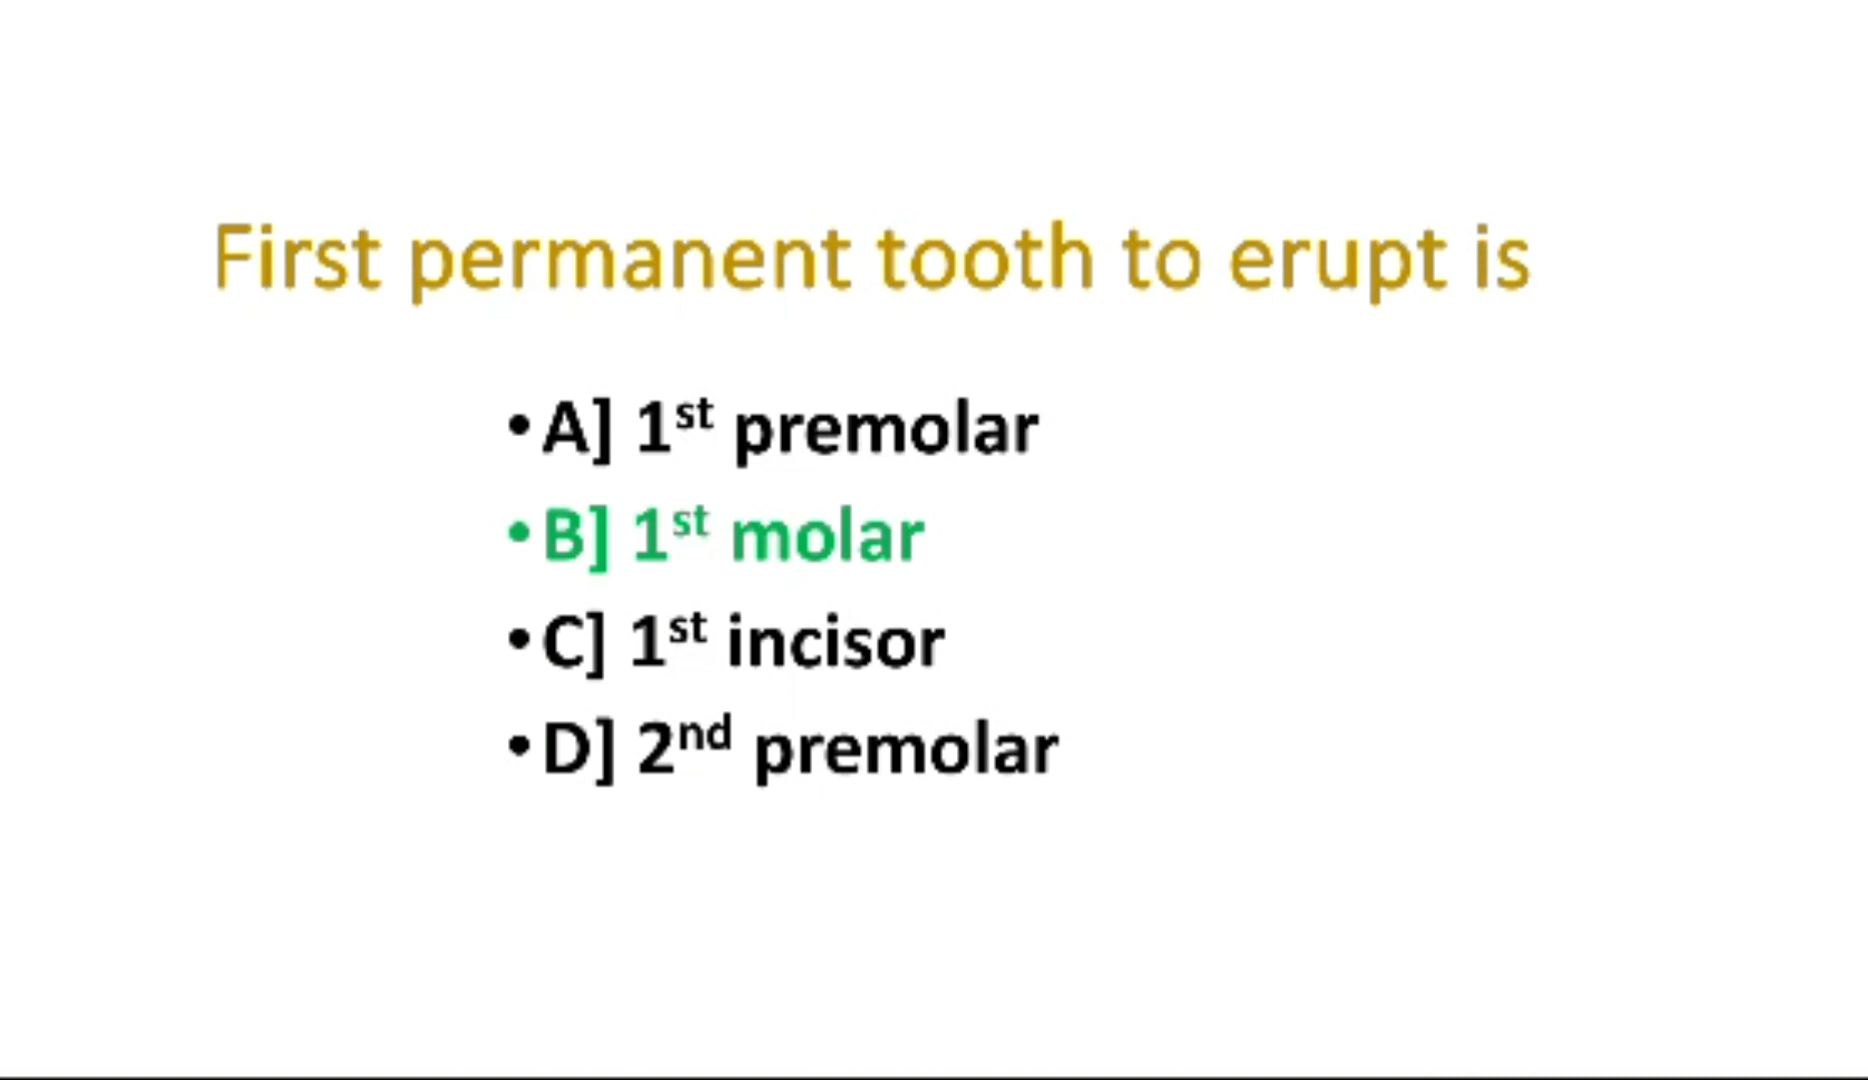 First permanent tooth to erupt is
• A] 1st premolar
• B] 1st molar
• C] 1st incisor
• D] 2nd premolar